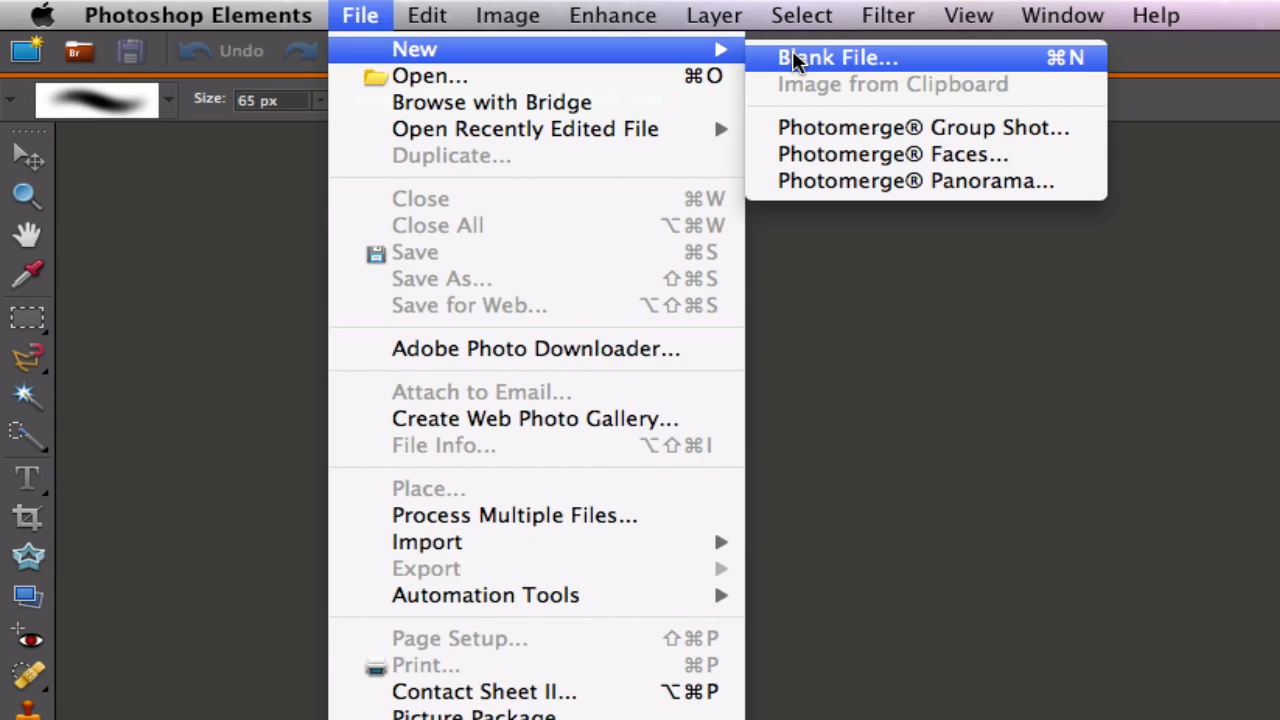 Photoshop Elements File Edit Image Enhance Layer Select Filter View Window Help
Br Undo
Size: 65 px
New
Open... ⌘O
Browse with Bridge
Open Recently Edited File
Duplicate...
Close ⌘W
Close All ⌥⌘W
Save ⌘S
Save As... ⇧⌘S
Save for Web... ⌥⇧⌘S
Adobe Photo Downloader...
Attach to Email...
Create Web Photo Gallery...
File Info... ⌥⇧⌘I
Place...
Process Multiple Files...
Import
Export
Automation Tools
Page Setup... ⇧⌘P
Print... ⌘P
Contact Sheet II... ⌥⌘P
Picture Package
Blank File... ⌘N
Image from Clipboard
Photomerge® Group Shot...
Photomerge® Faces...
Photomerge® Panorama...
T